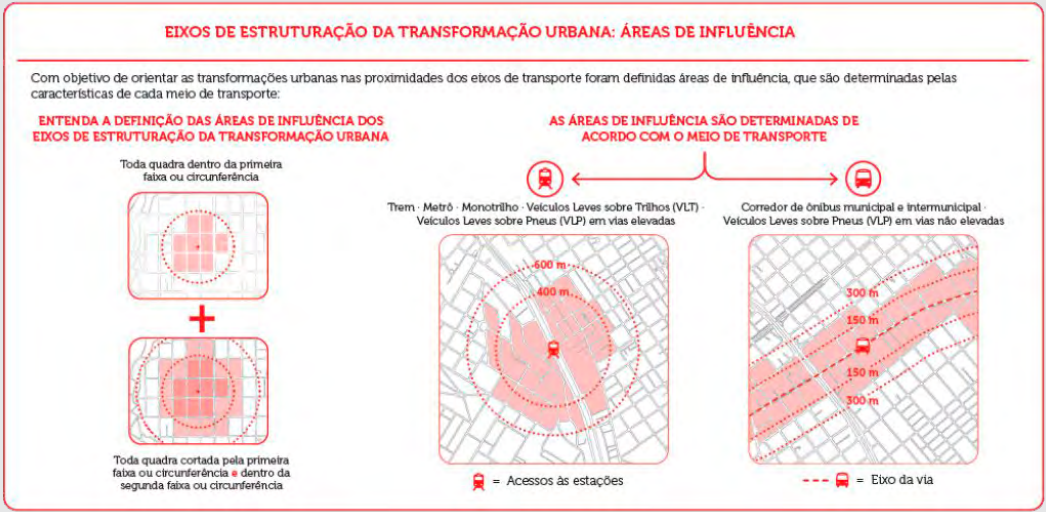 EIXOS DE ESTRUTURAÇÃO DA TRANSFORMAÇÃO URBANA: ÁREAS DE INFLUÊNCIA
Com objetivo de orientar as transformações urbanas nas proximidades dos eixos de transporte foram definidas áreas de influência, que são determinadas pelas
características de cada meio de transporte:
ENTENDA A DEFINIÇÃO DAS ÁREAS DE INFLUÊNCIA DOS
EIXOS DE ESTRUTURAÇÃO DA TRANSFORMAÇÃO URBANA
Toda quadra dentro da primeira
faixa ou circunferência
+
Toda quadra cortada pela primeira
faixa ou circunferência e dentro da
segunda faixa ou circunferência
AS ÁREAS DE INFLUÊNCIA SÃO DETERMINADAS DE
ACORDO COM O MEIO DE TRANSPORTE
Trem · Metrô · Monotrilho · Veículos Leves sobre Trilhos (VLT) ·
Veículos Leves sobre Pneus (VLP) em vias elevadas
600 m
400 m
= Acessos às estações
Corredor de ônibus municipal e intermunicipal ·
Veículos Leves sobre Pneus (VLP) em vias não elevadas
300 m
150 m
150 m
300 m
= Eixo da via